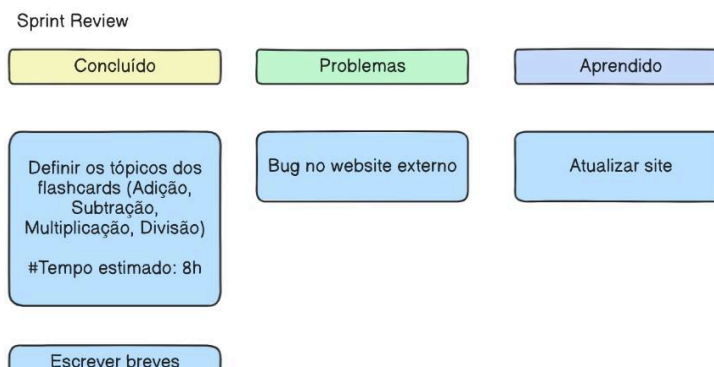 Sprint Review
Concluído
Problemas
Aprendido
Definir os tópicos dos
flashcards (Adição,
Subtração,
Multiplicação, Divisão)
#Tempo estimado: 8h
Bug no website externo
Atualizar site
Escrever breves